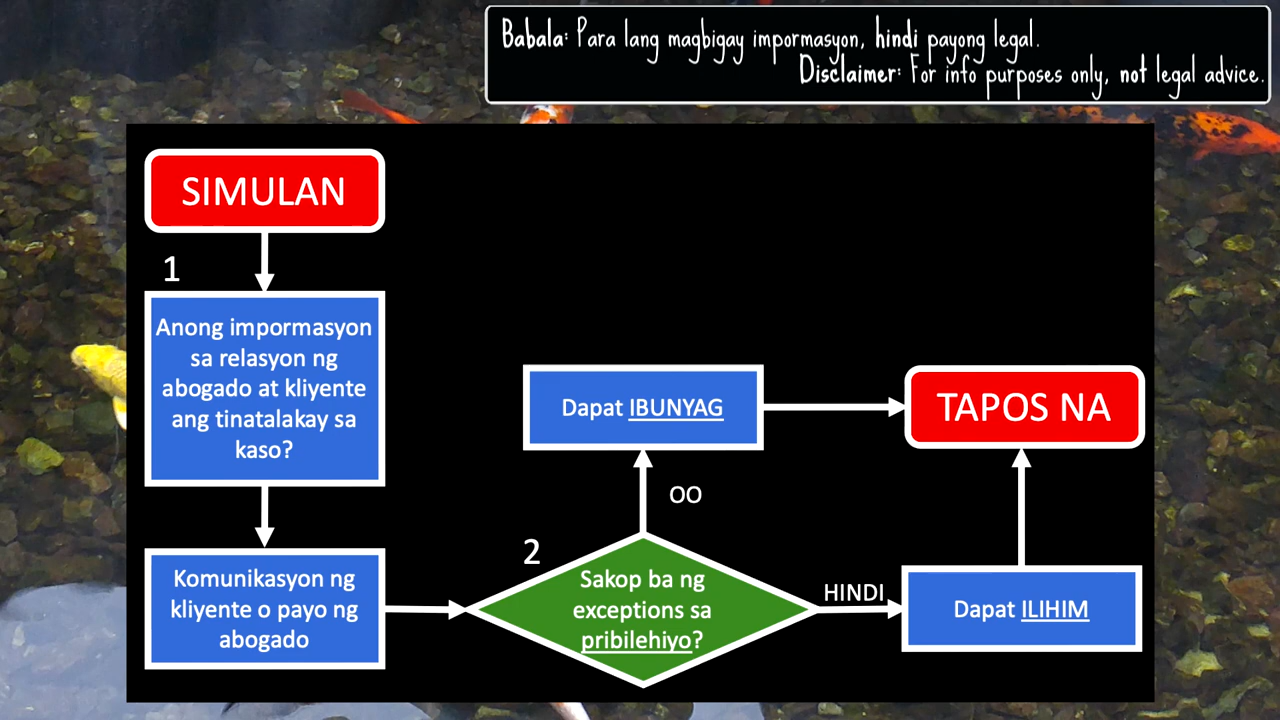 Babala: Para lang magbigay impormasyon, hindi payong legal.
Disclaimer: For info purposes only, not legal advice.
SIMULAN
1
Anong impormasyon
sa relasyon ng
abogado at kliyente
ang tinatalakay sa
kaso?
Komunikasyon ng
kliyente o payo ng
abogado
2
Sakop ba ng
exceptions sa
pribilehiyo?
OO
Dapat IBUNYAG
HINDI
Dapat ILIHIM
TAPOS NA